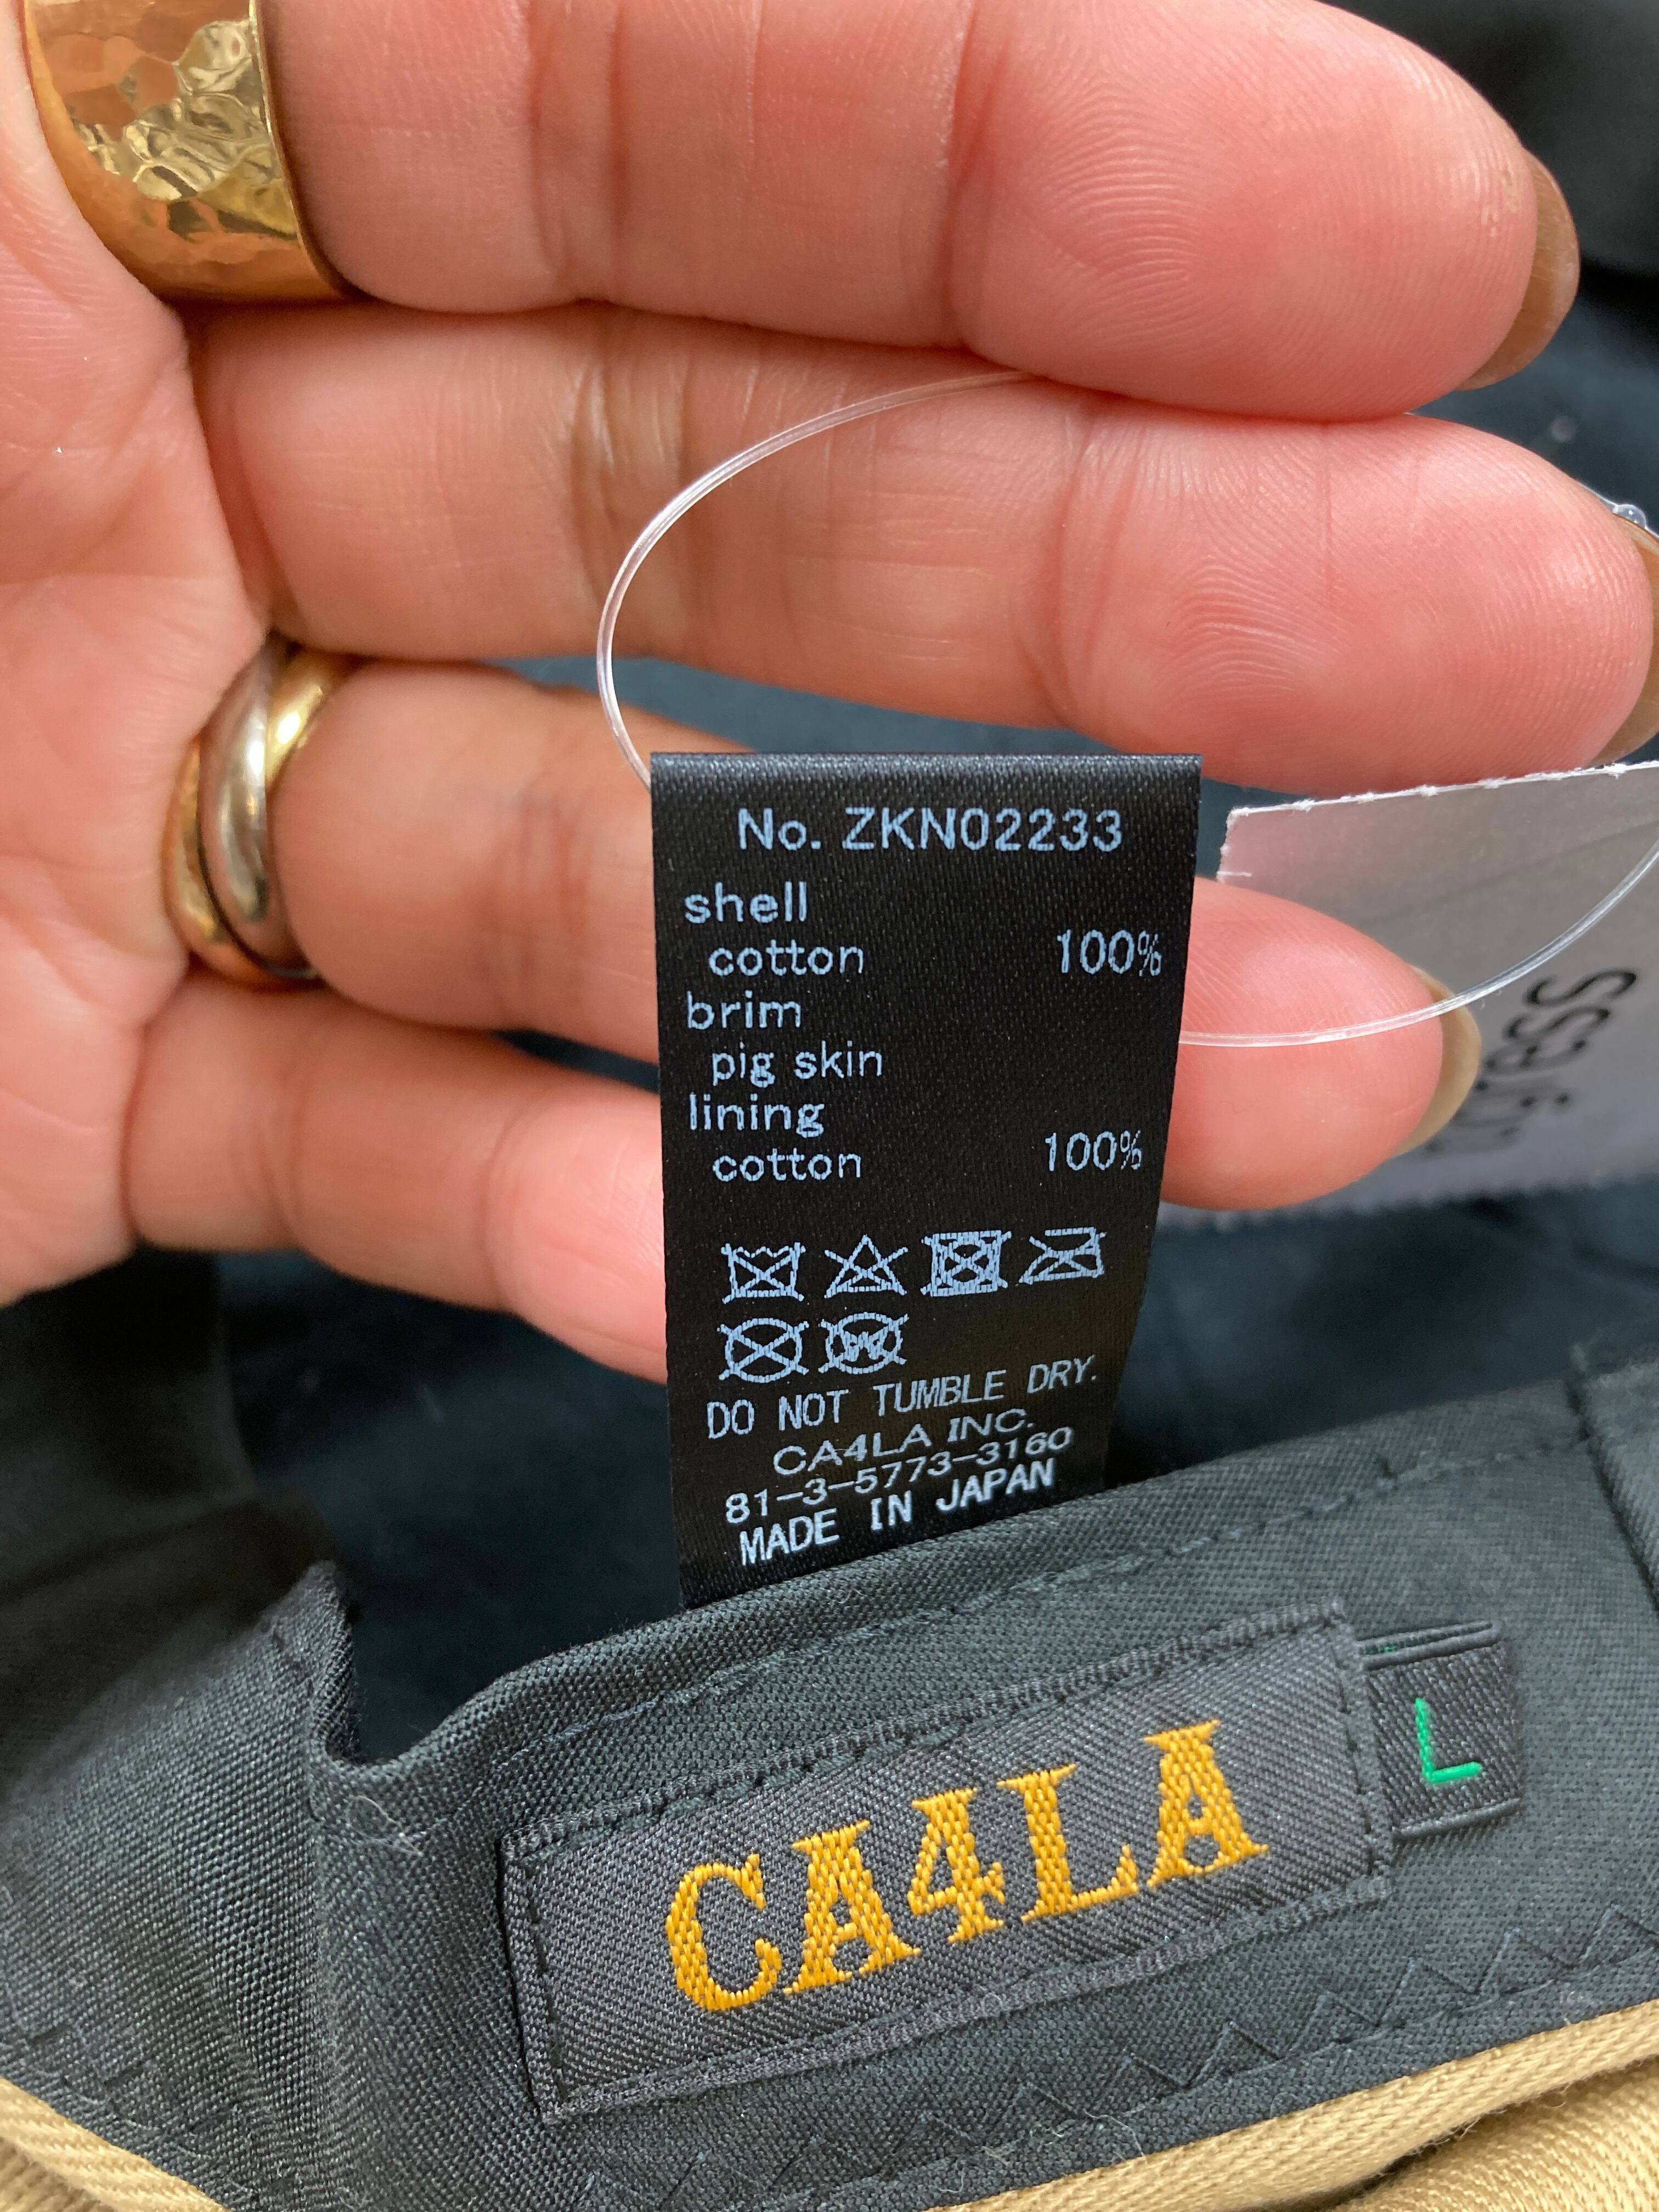 No. ZKN02233
shell
cotton 100%
brim
pig skin
lining
cotton 100%
W
DO NOT TUMBLE DRY.
CA4LA INC.
81-3-5773-3160
MADE IN JAPAN
CA4LA
L